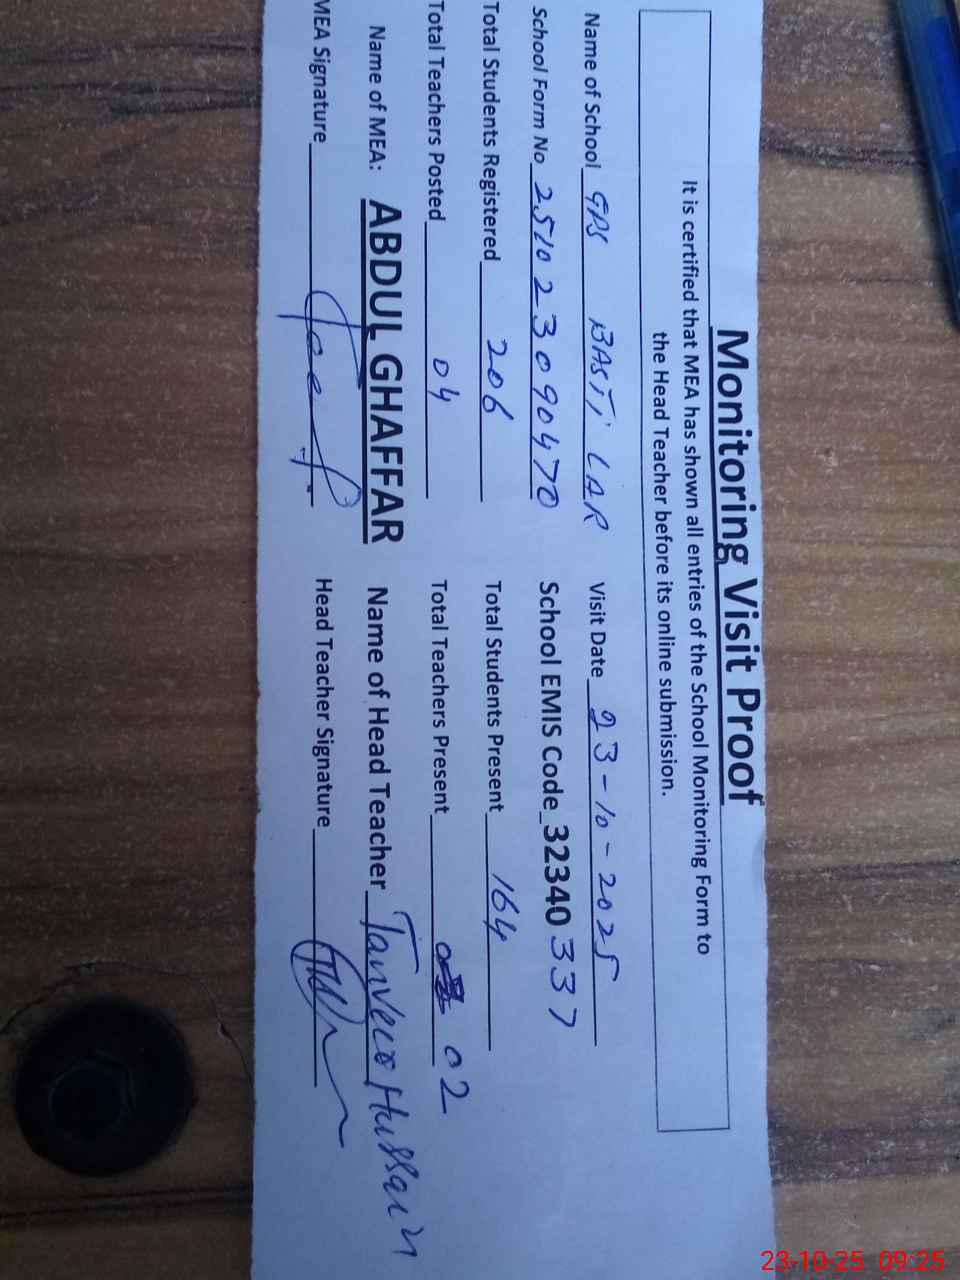 Monitoring Visit Proof
It is certified that MEA has shown all entries of the School Monitoring Form to
the Head Teacher before its online submission.
Name of School GPS BASTI LAR Visit Date 23-10-2025
School Form No 251023090470 School EMIS Code_32340337
Total Students Registered 206 Total Students Present 164
Total Teachers Posted 04 Total Teachers Present 02
Name of MEA: ABDUL GHAFFAR Name of Head Teacher Tanveer Hussain
MEA Signature Head Teacher Signature
23-10-25 09:25